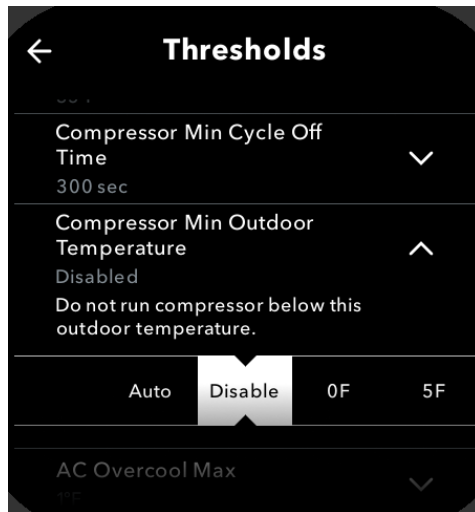 Thresholds
Compressor Min Cycle Off
Time
300 sec
Compressor Min Outdoor
Temperature
Disabled
Do not run compressor below this
outdoor temperature.
Auto Disable 0F 5F
AC Overcool Max
1°F